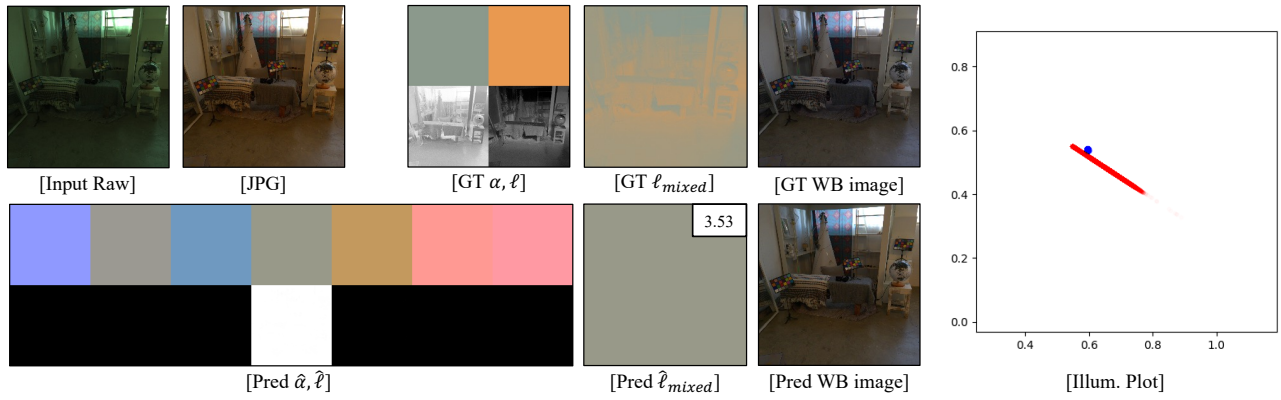 [Input Raw]
[JPG]
[GT α, ℓ]
[GT ℓ_mixed]
[GT WB image]
3.53
[Pred α̂, ℓ̂]
[Pred ℓ̂_mixed]
[Pred WB image]
0.8
0.6
0.4
0.2
0.0
0.4 0.6 0.8 1.0
[Illum. Plot]